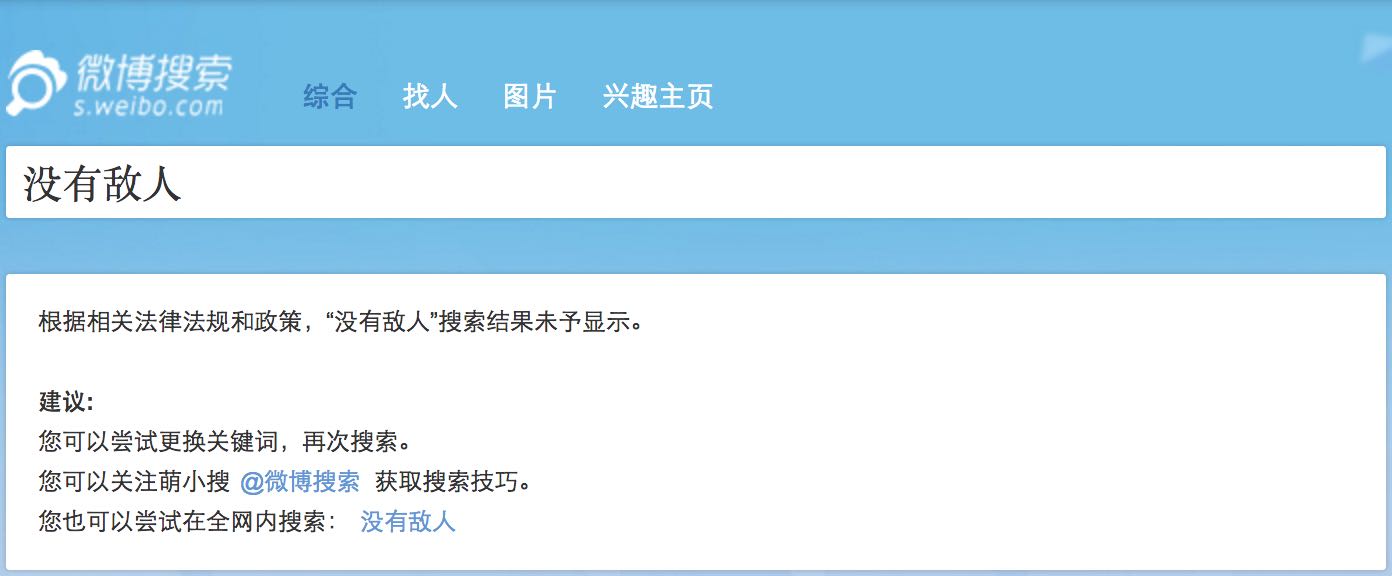 微博搜索
s.weibo.com
综合 找人 图片 兴趣主页
没有敌人
根据相关法律法规和政策，“没有敌人”搜索结果未予显示。
建议:
您可以尝试更换关键词，再次搜索。
您可以关注萌小搜 @微博搜索 获取搜索技巧。
您也可以尝试在全网内搜索： 没有敌人